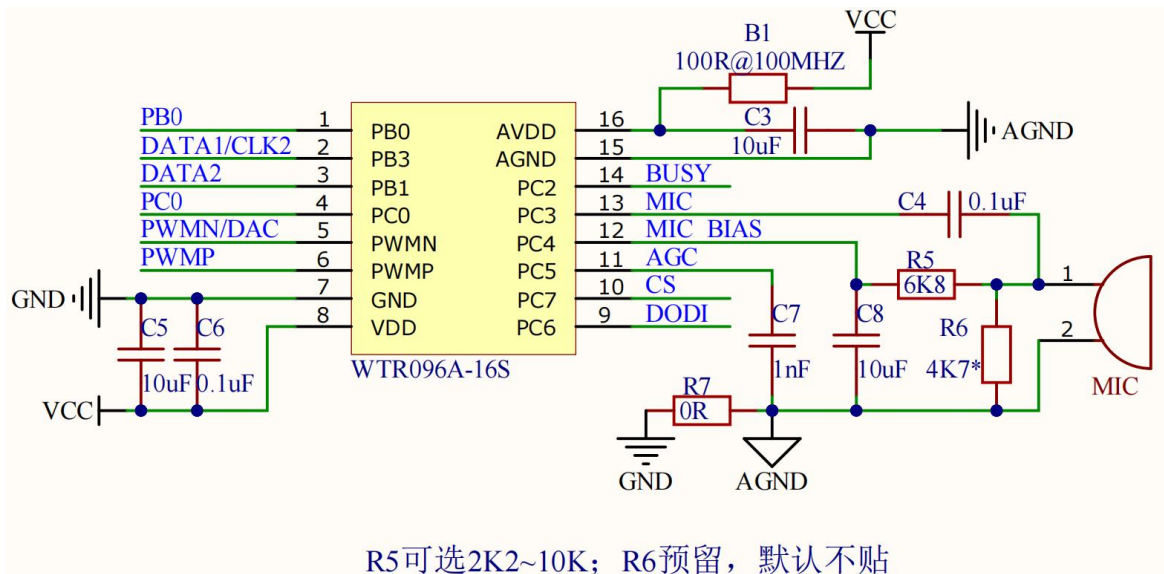 VCC
B1
100R@100MHZ
PB0 1 PB0 AVDD 16 C3 10uF AGND
DATA1/CLK2 2 PB3 AGND 15
DATA2 3 PB1 PC2 14 BUSY
PC0 4 PC0 PC3 13 MIC C4 0.1uF
PWMN/DAC 5 PWMN PC4 12 MIC BIAS
PWMP 6 PWMP PC5 11 AGC R5 6K8 1
GND 7 GND PC7 10 CS
8 VDD PC6 9 DODI
C5 C6 C7 C8 R6 2
WTR096A-16S
10uF 0.1uF 1nF 10uF 4K7* MIC
VCC R7 0R
GND AGND
R5可选2K2~10K；R6预留，默认不贴